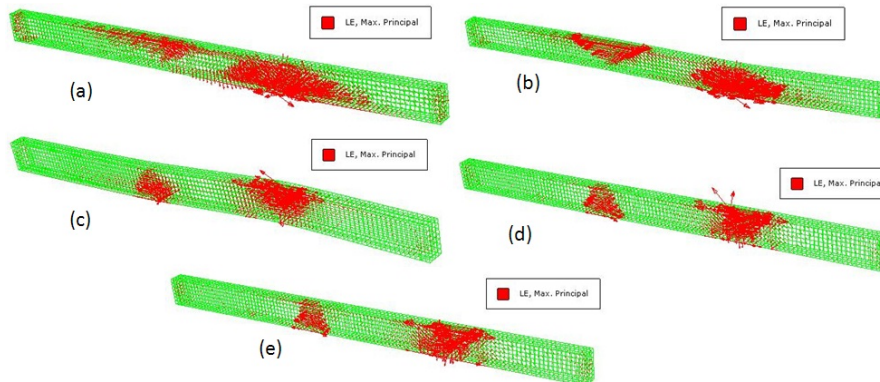 LE, Max. Principal
(a)
LE, Max. Principal
(b)
LE, Max. Principal
(c)
LE, Max. Principal
(d)
LE, Max. Principal
(e)